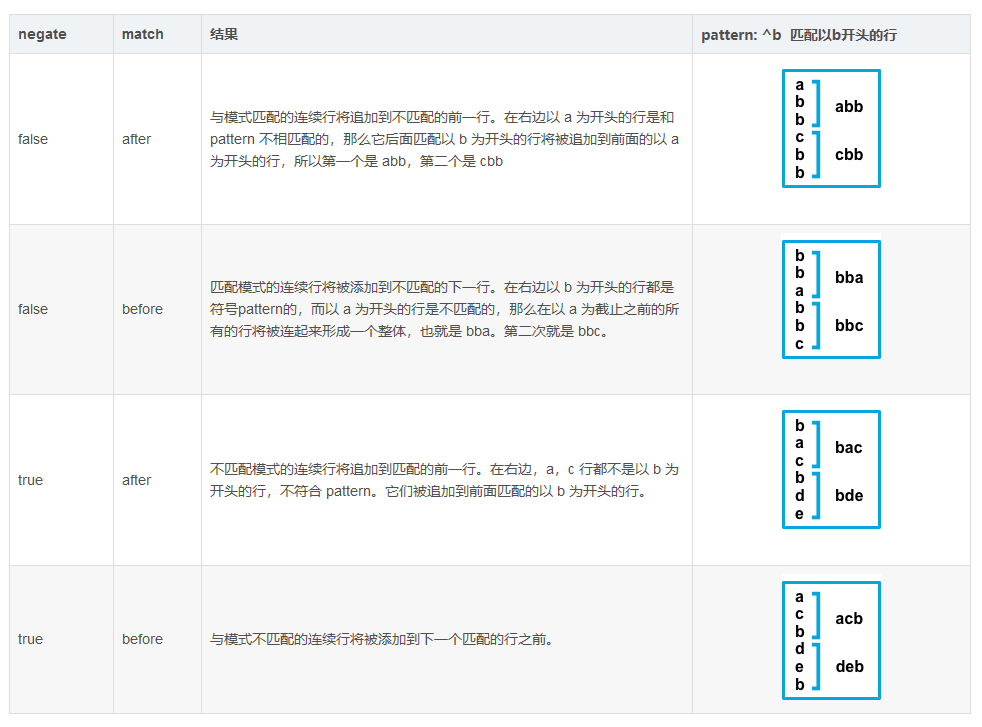 negate match 结果 pattern: ^b 匹配以b开头的行
false after
与模式匹配的连续行将追加到不匹配的前一行。在右边以 a 为开头的行是和
pattern 不相匹配的，那么它后面匹配以 b 为开头的行将被追加到前面的以 a
为开头的行，所以第一个是 abb，第二个是 cbb
a
b
b
abb
c
b
b
cbb
false before
匹配模式的连续行将被添加到不匹配的下一行。在右边以 b 为开头的行都是
符号pattern的，而以 a 为开头的行是不匹配的，那么在以 a 为截止之前的所
有的行将被连起来形成一个整体，也就是 bba。第二次就是 bbc。
b
b
a
bba
b
b
c
bbc
true after
不匹配模式的连续行将追加到匹配的前一行。在右边，a，c 行都不是以 b 为
开头的行，不符合 pattern。它们被追加到前面匹配的以 b 为开头的行。
b
a
c
bac
b
d
e
bde
true before
与模式不匹配的连续行将被添加到下一个匹配的行之前。
a
c
b
acb
d
e
b
deb